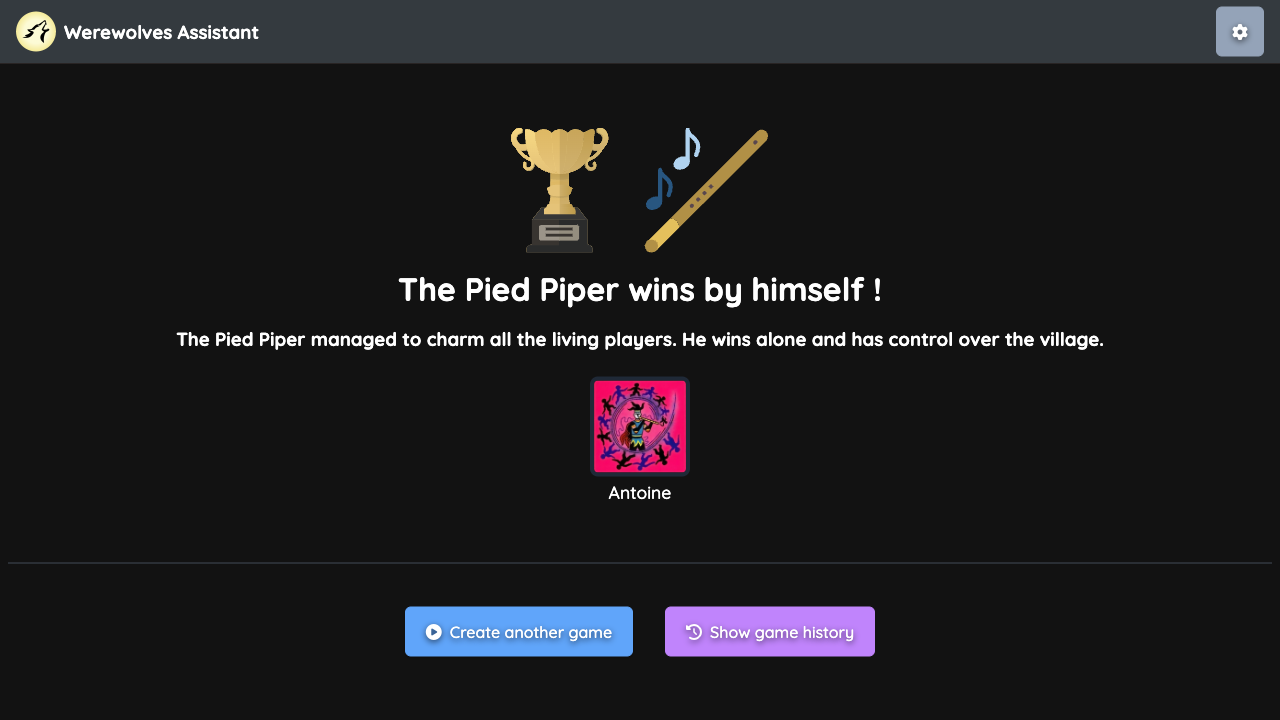 Werewolves Assistant
The Pied Piper wins by himself !
The Pied Piper managed to charm all the living players. He wins alone and has control over the village.
Antoine
Create another game
Show game history